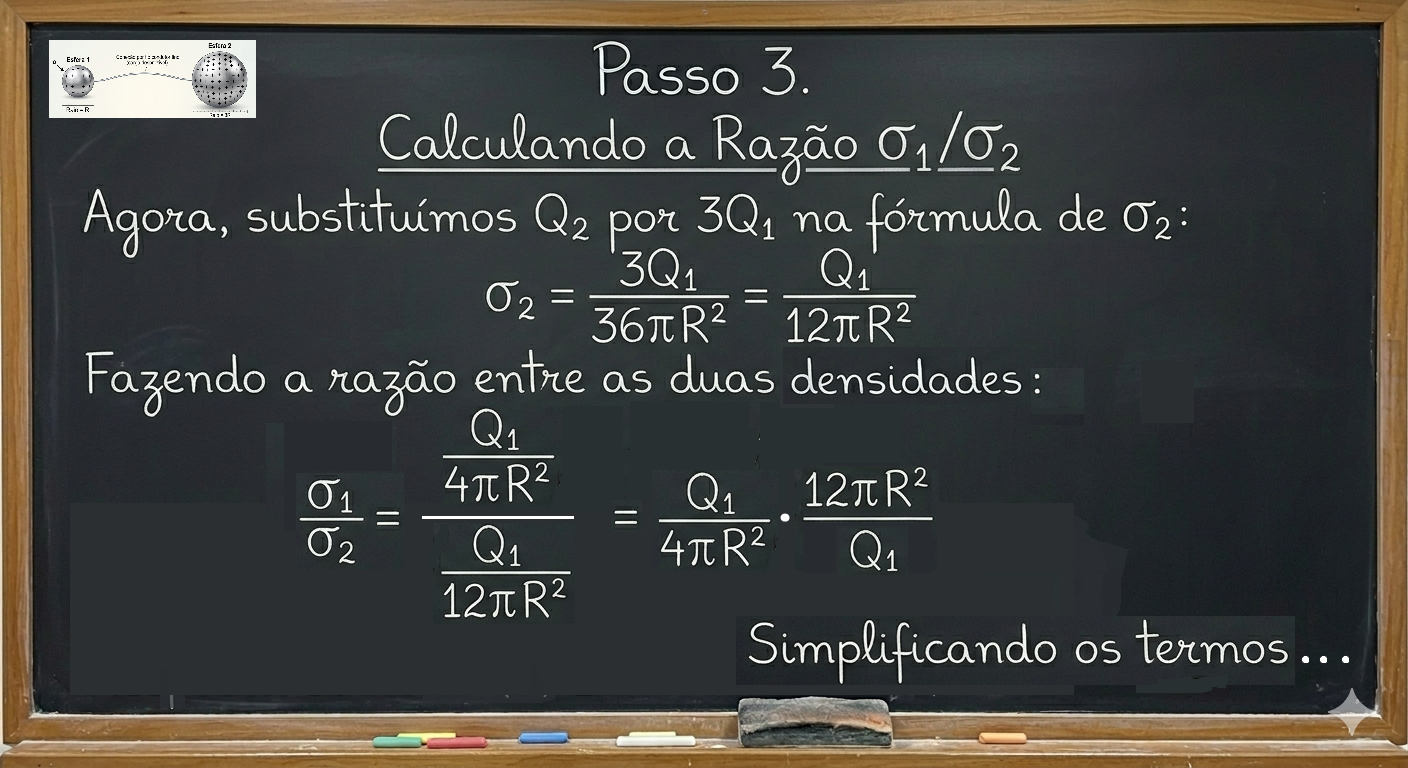 Esfera 1
Esfera 2
Raio = R
Passo 3.
Calculando a Razão σ₁/σ₂
Agora, substituímos Q₂ por 3Q₁ na fórmula de σ₂:
σ₂ = 3Q₁/36πR² = Q₁/12πR²
Fazendo a razão entre as duas densidades:
σ₁/σ₂ = (Q₁/4πR²)/(Q₁/12πR²) = Q₁/4πR² · 12πR²/Q₁
Simplificando os termos...